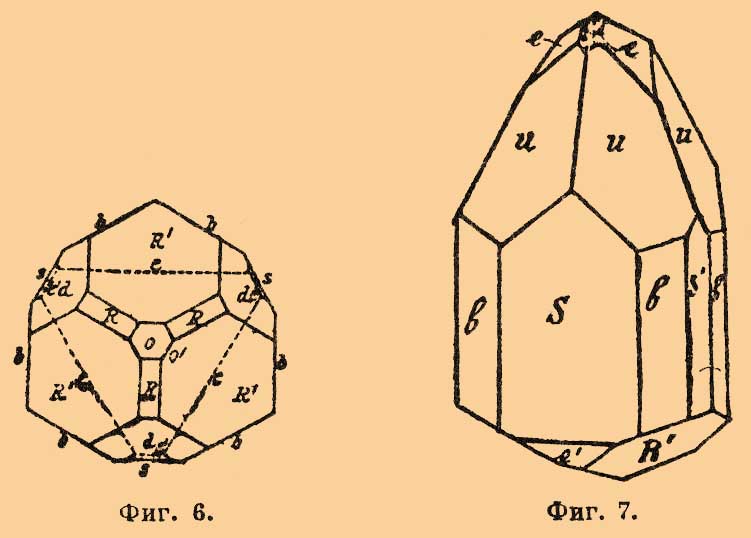 b b
R'
e
s s
d d
R R
o o'
b b
R' e R e R'
d
b b
s
Фиг. 6.
e e
u u u
b S b s' b
R'
Фиг. 7.